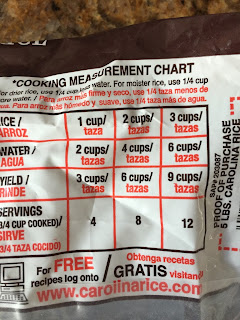 *COOKING MEASUREMENT CHART
For drier rice, use 1/4 cup less water. For moister rice, use 1/4 cup
more water. / Para arroz más firme y seco, use 1/4 taza menos de
agua. Para arroz más húmedo y suave, use 1/4 taza más de agua.
RICE / ARROZ 1 cup/ taza 2 cups/ tazas 3 cups/ tazas
WATER / AGUA 2 cups/ tazas 4 cups/ tazas 6 cups/ tazas
YIELD / RINDE 3 cups/ tazas 6 cups/ tazas 9 cups/ tazas
SERVINGS
(3/4 CUP COOKED)/ 4 8 12
SIRVE
(3/4 TAZA COCIDO)
For FREE / Obtenga recetas
recipes log onto / GRATIS visitando
www.carolinarice.com
PROOF OF PURCHASE
5 LBS. CAROLINA RICE